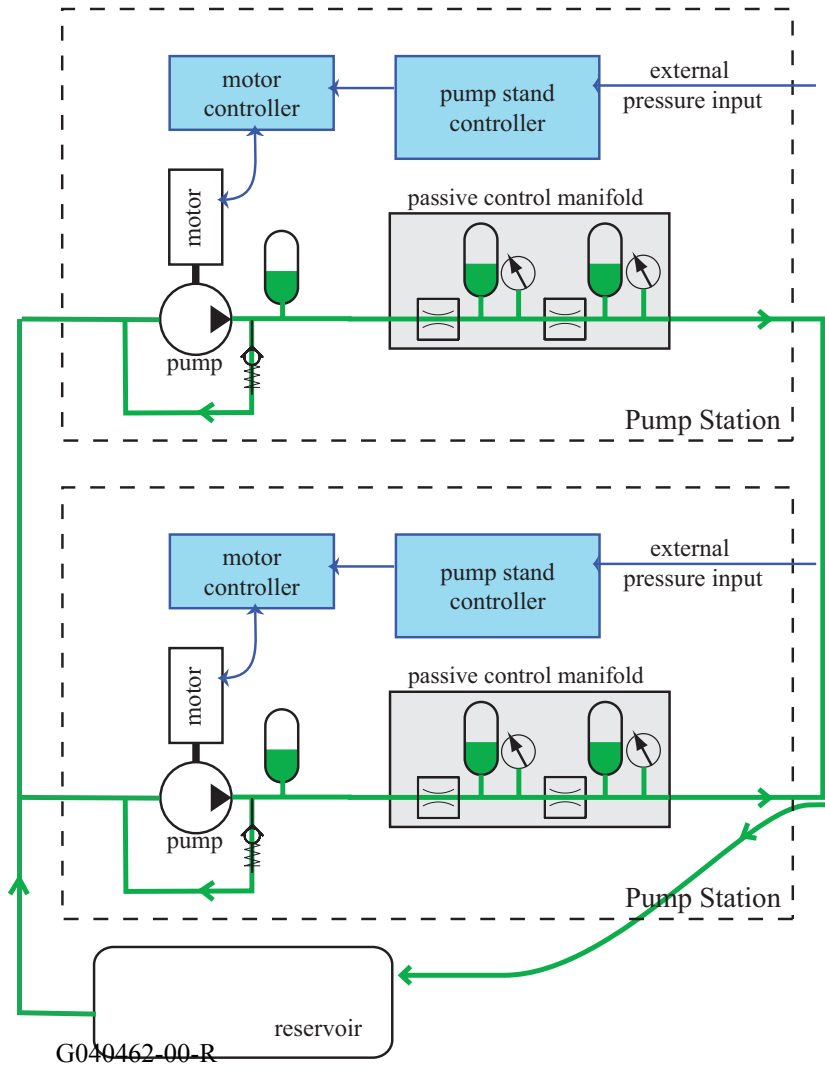 motor
controller
pump stand
controller
external
pressure input
motor
passive control manifold
pump
Pump Station
motor
controller
pump stand
controller
external
pressure input
motor
passive control manifold
pump
Pump Station
reservoir
G040462-00-R